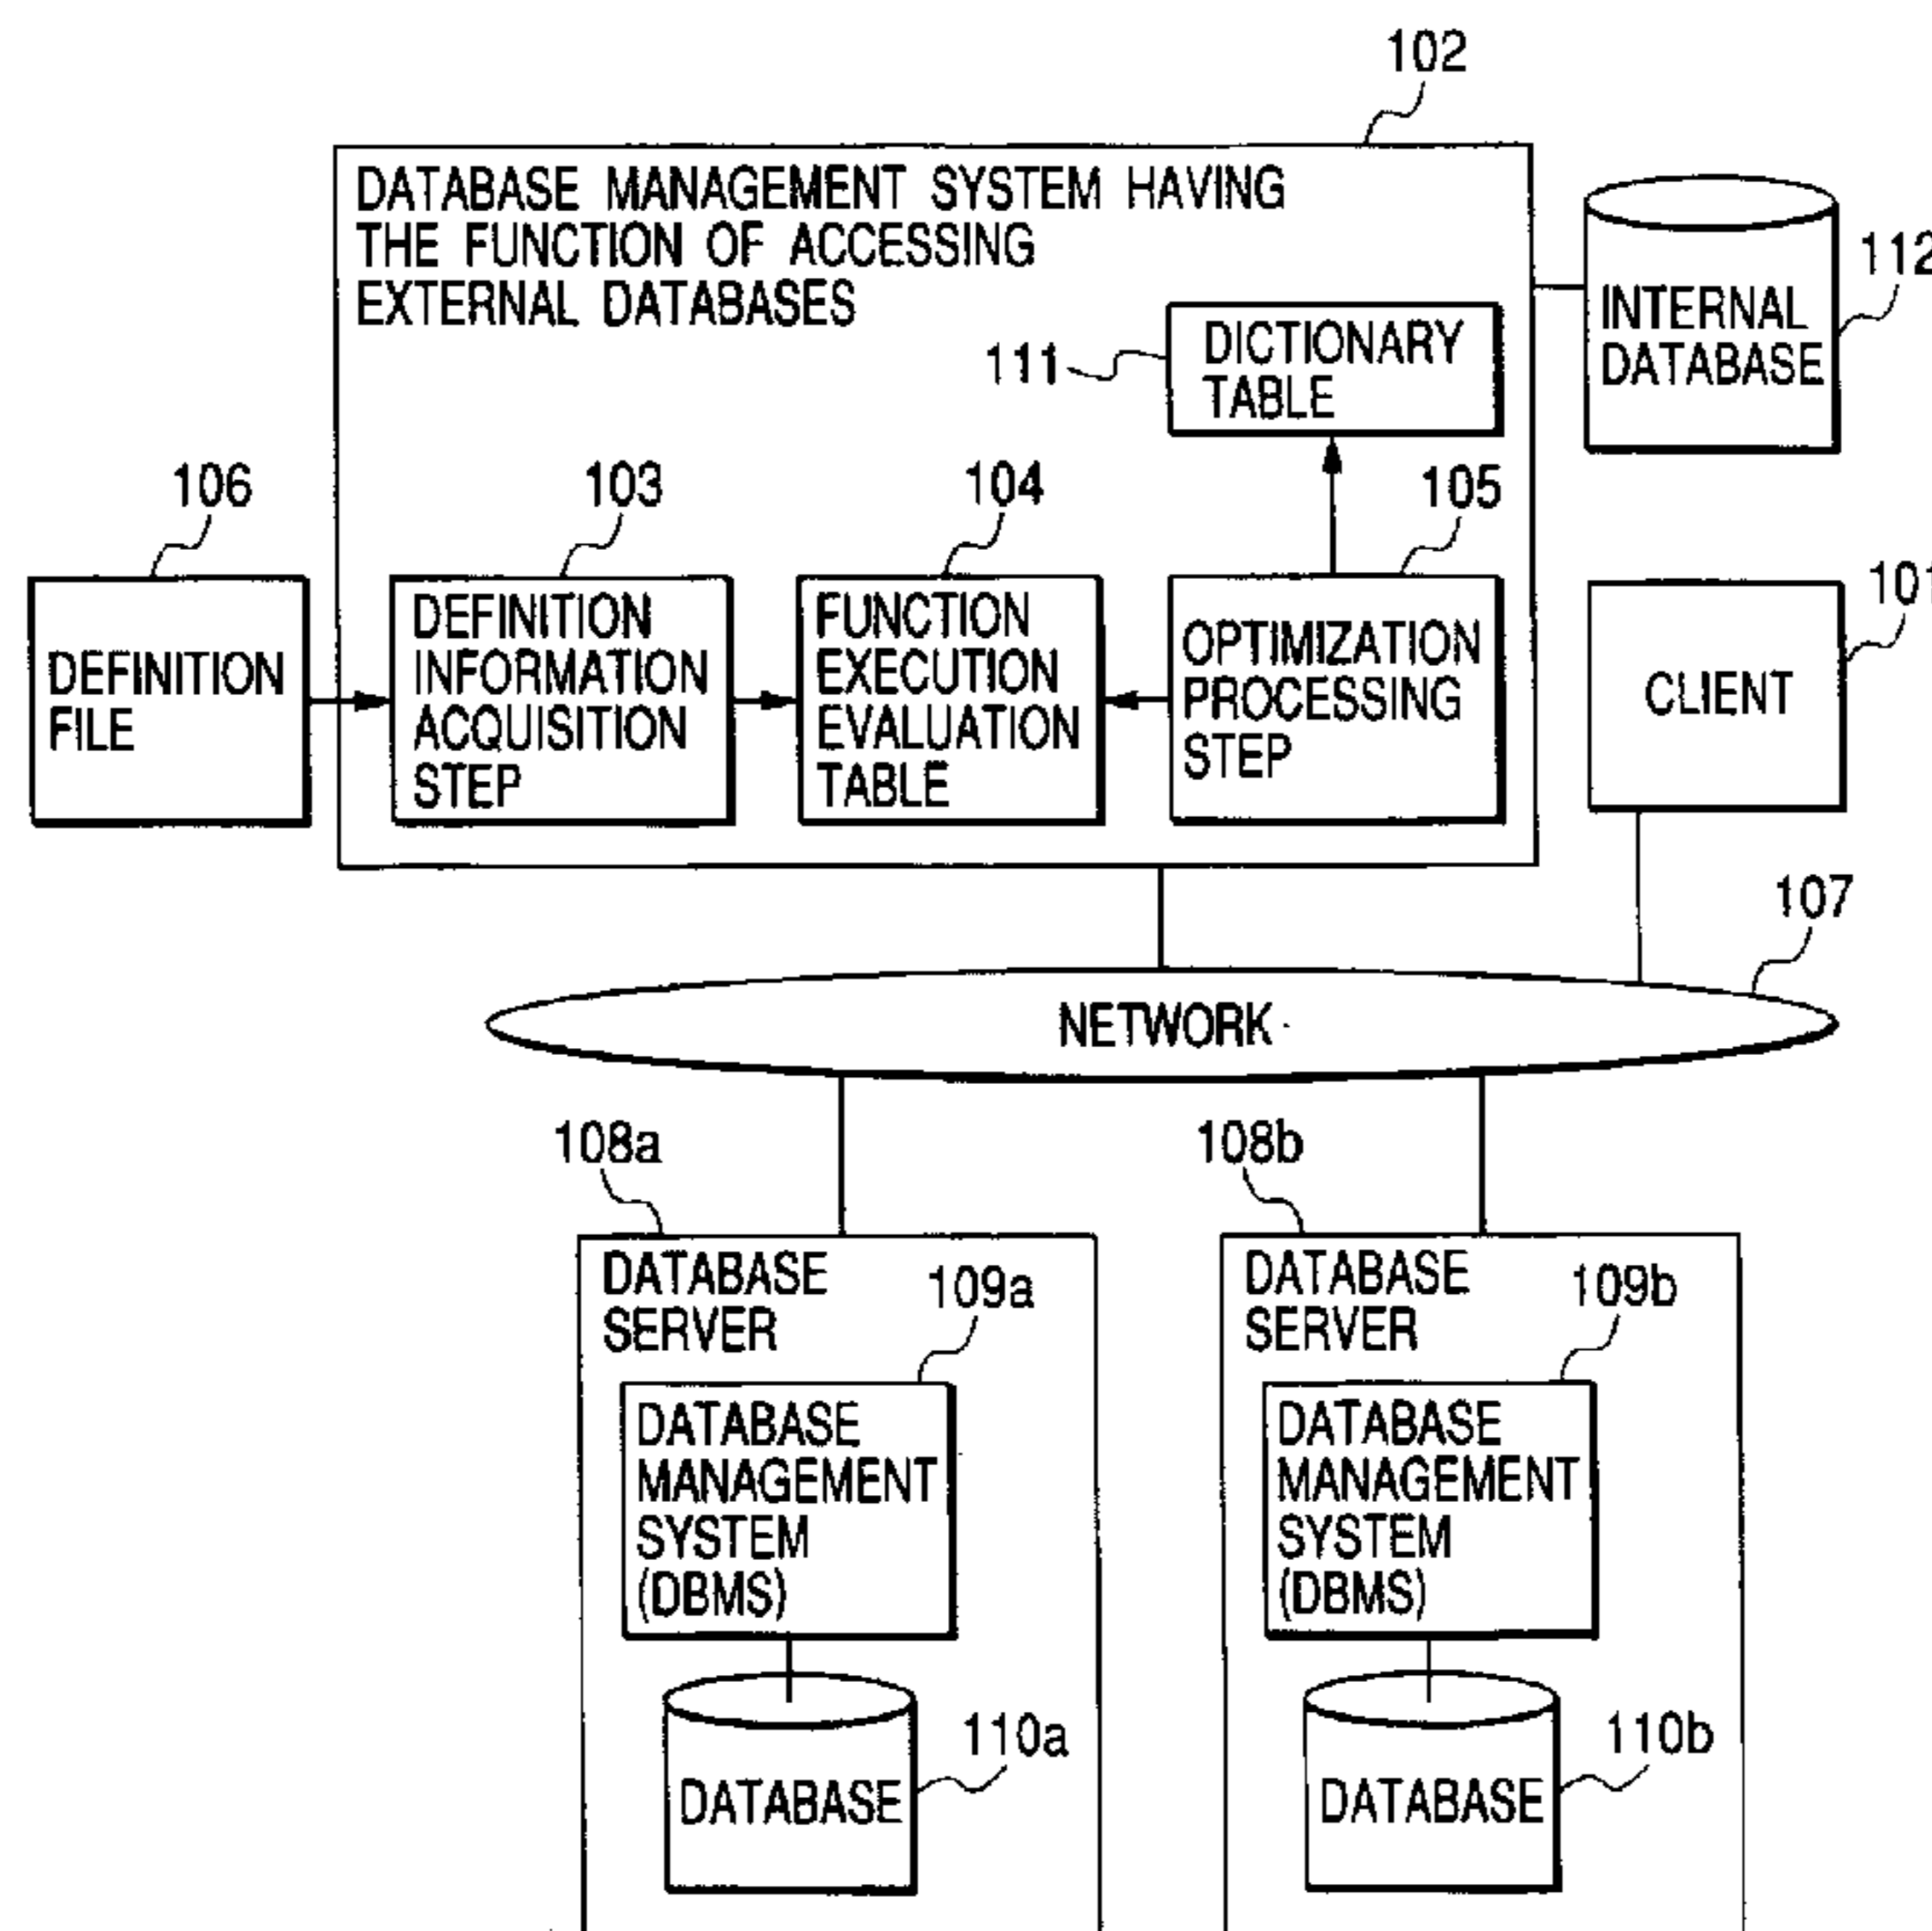 102
DATABASE MANAGEMENT SYSTEM HAVING
THE FUNCTION OF ACCESSING
EXTERNAL DATABASES
112
INTERNAL
DATABASE
111
DICTIONARY
TABLE
106
103
104
105
101
DEFINITION
FILE
DEFINITION
INFORMATION
ACQUISITION
STEP
FUNCTION
EXECUTION
EVALUATION
TABLE
OPTIMIZATION
PROCESSING
STEP
CLIENT
107
NETWORK
108a
108b
DATABASE
SERVER
109a
DATABASE
SERVER
109b
DATABASE
MANAGEMENT
SYSTEM
(DBMS)
DATABASE
MANAGEMENT
SYSTEM
(DBMS)
110a
DATABASE
110b
DATABASE